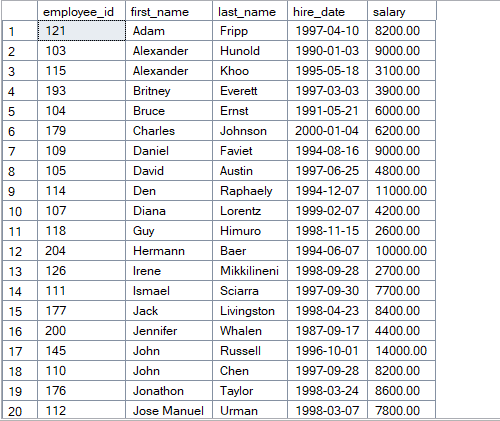 employee_id first_name last_name hire_date salary
1 121 Adam Fripp 1997-04-10 8200.00
2 103 Alexander Hunold 1990-01-03 9000.00
3 115 Alexander Khoo 1995-05-18 3100.00
4 193 Britney Everett 1997-03-03 3900.00
5 104 Bruce Ernst 1991-05-21 6000.00
6 179 Charles Johnson 2000-01-04 6200.00
7 109 Daniel Faviet 1994-08-16 9000.00
8 105 David Austin 1997-06-25 4800.00
9 114 Den Raphaely 1994-12-07 11000.00
10 107 Diana Lorentz 1999-02-07 4200.00
11 118 Guy Himuro 1998-11-15 2600.00
12 204 Hermann Baer 1994-06-07 10000.00
13 126 Irene Mikkilineni 1998-09-28 2700.00
14 111 Ismael Sciarra 1997-09-30 7700.00
15 177 Jack Livingston 1998-04-23 8400.00
16 200 Jennifer Whalen 1987-09-17 4400.00
17 145 John Russell 1996-10-01 14000.00
18 110 John Chen 1997-09-28 8200.00
19 176 Jonathon Taylor 1998-03-24 8600.00
20 112 Jose Manuel Urman 1998-03-07 7800.00